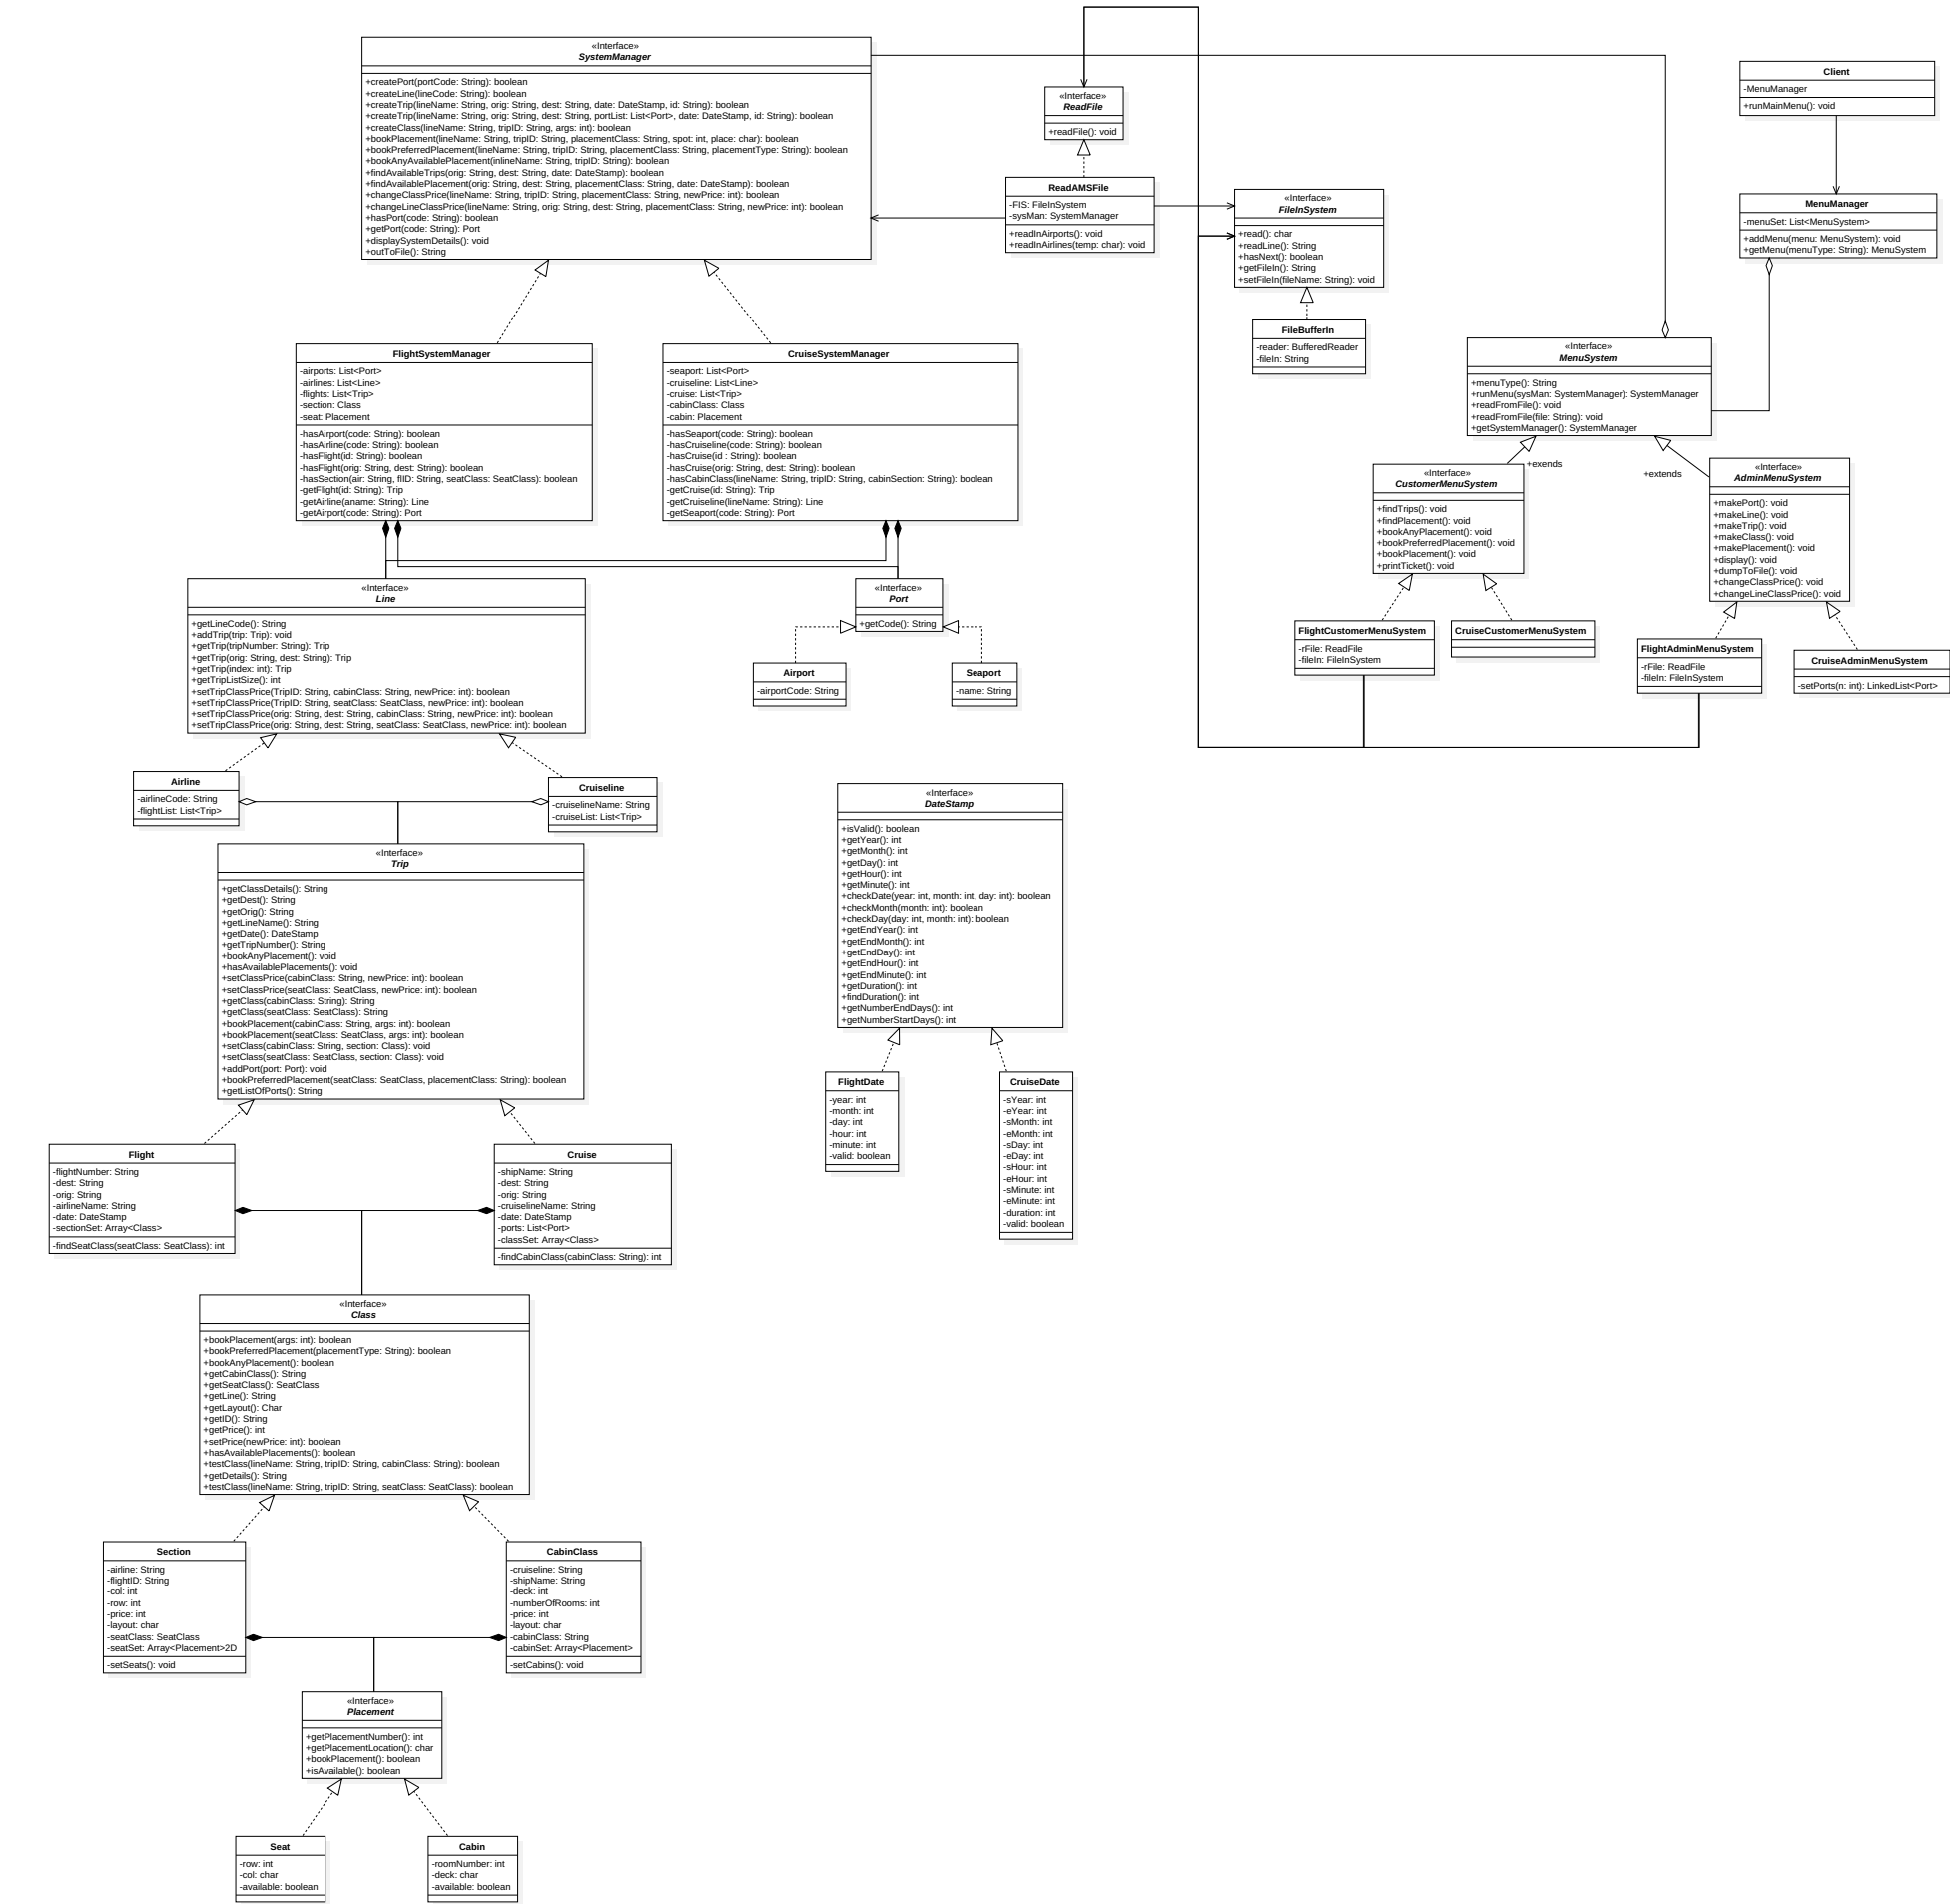 «Interface»
SystemManager
+createPort(portCode: String): boolean
+createLine(lineCode: String): boolean
+createTrip(lineName: String, orig: String, dest: String, date: DateStamp, id: String): boolean
+createTrip(lineName: String, orig: String, dest: String, portList: List<Port>, date: DateStamp, id: String): boolean
+createClass(lineName: String, tripID: String, args: int): boolean
+bookPlacement(lineName: String, tripID: String, placementClass: String, spot: int, place: char): boolean
+bookPreferredPlacement(lineName: String, tripID: String, placementClass: String, placementType: String): boolean
+bookAnyAvailablePlacement(inlineName: String, tripID: String): boolean
+findAvailableTrips(orig: String, dest: String, date: DateStamp): boolean
+findAvailablePlacement(orig: String, dest: String, placementClass: String, date: DateStamp): boolean
+changeClassPrice(lineName: String, tripID: String, placementClass: String, newPrice: int): boolean
+changeLineClassPrice(lineName: String, orig: String, dest: String, placementClass: String, newPrice: int): boolean
+hasPort(code: String): boolean
+getPort(code: String): Port
+displaySystemDetails(): void
+outToFile(): String
«Interface»
ReadFile
+readFile(): void
ReadAMSFile
-FIS: FileInSystem
-sysMan: SystemManager
+readInAirports(): void
+readInAirlines(temp: char): void
«Interface»
FileInSystem
+read(): char
+readLine(): String
+hasNext(): boolean
+getFileIn(): String
+setFileIn(fileName: String): void
FileBufferIn
-reader: BufferedReader
-fileIn: String
Client
-MenuManager
+runMainMenu(): void
MenuManager
-menuSet: List<MenuSystem>
+addMenu(menu: MenuSystem): void
+getMenu(menuType: String): MenuSystem
«Interface»
MenuSystem
+menuType(): String
+runMenu(sysMan: SystemManager): SystemManager
+readFromFile(): void
+readFromFile(file: String): void
+getSystemManager(): SystemManager
+exends
+extends
«Interface»
CustomerMenuSystem
+findTrips(): void
+findPlacement(): void
+bookAnyPlacement(): void
+bookPreferredPlacement(): void
+bookPlacement(): void
+printTicket(): void
«Interface»
AdminMenuSystem
+makePort(): void
+makeLine(): void
+makeTrip(): void
+makeClass(): void
+makePlacement(): void
+display(): void
+dumpToFile(): void
+changeClassPrice(): void
+changeLineClassPrice(): void
FlightCustomerMenuSystem
-rFile: ReadFile
-fileIn: FileInSystem
CruiseCustomerMenuSystem
FlightAdminMenuSystem
-rFile: ReadFile
-fileIn: FileInSystem
CruiseAdminMenuSystem
-setPorts(n: int): LinkedList<Port>
FlightSystemManager
-airports: List<Port>
-airlines: List<Line>
-flights: List<Trip>
-section: Class
-seat: Placement
-hasAirport(code: String): boolean
-hasAirline(code: String): boolean
-hasFlight(id: String): boolean
-hasFlight(orig: String, dest: String): boolean
-hasSection(air: String, flID: String, seatClass: SeatClass): boolean
-getFlight(id: String): Trip
-getAirline(aname: String): Line
-getAirport(code: String): Port
CruiseSystemManager
-seaport: List<Port>
-cruiseline: List<Line>
-cruise: List<Trip>
-cabinClass: Class
-cabin: Placement
-hasSeaport(code: String): boolean
-hasCruiseline(code: String): boolean
-hasCruise(id : String): boolean
-hasCruise(orig: String, dest: String): boolean
-hasCabinClass(lineName: String, tripID: String, cabinSection: String): boolean
-getCruise(id: String): Trip
-getCruiseline(lineName: String): Line
-getSeaport(code: String): Port
«Interface»
Line
+getLineCode(): String
+addTrip(trip: Trip): void
+getTrip(tripNumber: String): Trip
+getTrip(orig: String, dest: String): Trip
+getTrip(index: int): Trip
+getTripListSize(): int
+setTripClassPrice(TripID: String, cabinClass: String, newPrice: int): boolean
+setTripClassPrice(TripID: String, seatClass: SeatClass, newPrice: int): boolean
+setTripClassPrice(orig: String, dest: String, cabinClass: String, newPrice: int): boolean
+setTripClassPrice(orig: String, dest: String, seatClass: SeatClass, newPrice: int): boolean
«Interface»
Port
+getCode(): String
Airport
-airportCode: String
Seaport
-name: String
Airline
-airlineCode: String
-flightList: List<Trip>
Cruiseline
-cruiselineName: String
-cruiseList: List<Trip>
«Interface»
Trip
+getClassDetails(): String
+getDest(): String
+getOrig(): String
+getLineName(): String
+getDate(): DateStamp
+getTripNumber(): String
+bookAnyPlacement(): void
+hasAvailablePlacements(): void
+setClassPrice(cabinClass: String, newPrice: int): boolean
+setClassPrice(seatClass: SeatClass, newPrice: int): boolean
+getClass(cabinClass: String): String
+getClass(seatClass: SeatClass): String
+bookPlacement(cabinClass: String, args: int): boolean
+bookPlacement(seatClass: SeatClass, args: int): boolean
+setClass(cabinClass: String, section: Class): void
+setClass(seatClass: SeatClass, section: Class): void
+addPort(port: Port): void
+bookPreferredPlacement(seatClass: SeatClass, placementClass: String): boolean
+getListOfPorts(): String
«Interface»
DateStamp
+isValid(): boolean
+getYear(): int
+getMonth(): int
+getDay(): int
+getHour(): int
+getMinute(): int
+checkDate(year: int, month: int, day: int): boolean
+checkMonth(month: int): boolean
+checkDay(day: int, month: int): boolean
+getEndYear(): int
+getEndMonth(): int
+getEndDay(): int
+getEndHour(): int
+getEndMinute(): int
+getDuration(): int
+findDuration(): int
+getNumberEndDays(): int
+getNumberStartDays(): int
FlightDate
-year: int
-month: int
-day: int
-hour: int
-minute: int
-valid: boolean
CruiseDate
-sYear: int
-eYear: int
-sMonth: int
-eMonth: int
-sDay: int
-eDay: int
-sHour: int
-eHour: int
-sMinute: int
-eMinute: int
-duration: int
-valid: boolean
Flight
-flightNumber: String
-dest: String
-orig: String
-airlineName: String
-date: DateStamp
-sectionSet: Array<Class>
-findSeatClass(seatClass: SeatClass): int
Cruise
-shipName: String
-dest: String
-orig: String
-cruiselineName: String
-date: DateStamp
-ports: List<Port>
-classSet: Array<Class>
-findCabinClass(cabinClass: String): int
«Interface»
Class
+bookPlacement(args: int): boolean
+bookPreferredPlacement(placementType: String): boolean
+bookAnyPlacement(): boolean
+getCabinClass(): String
+getSeatClass(): SeatClass
+getLine(): String
+getLayout(): Char
+getID(): String
+getPrice(): int
+setPrice(newPrice: int): boolean
+hasAvailablePlacements(): boolean
+testClass(lineName: String, tripID: String, cabinClass: String): boolean
+getDetails(): String
+testClass(lineName: String, tripID: String, seatClass: SeatClass): boolean
Section
-airline: String
-flightID: String
-col: int
-row: int
-price: int
-layout: char
-seatClass: SeatClass
-seatSet: Array<Placement>2D
-setSeats(): void
CabinClass
-cruiseline: String
-shipName: String
-deck: int
-numberOfRooms: int
-price: int
-layout: char
-cabinClass: String
-cabinSet: Array<Placement>
-setCabins(): void
«Interface»
Placement
+getPlacementNumber(): int
+getPlacementLocation(): char
+bookPlacement(): boolean
+isAvailable(): boolean
Seat
-row: int
-col: char
-available: boolean
Cabin
-roomNumber: int
-deck: char
-available: boolean